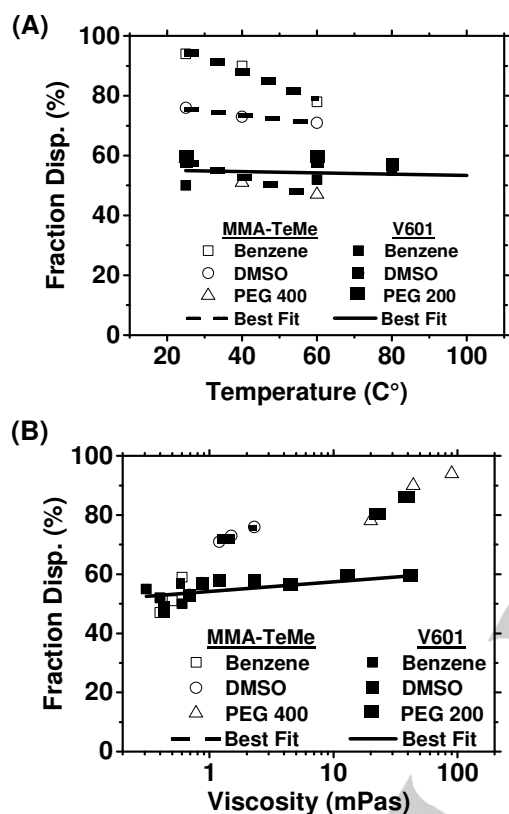 (A)
100
80
60
40
20
0
Fraction Disp. (%)
MMA-TeMe V601
Benzene Benzene
DMSO DMSO
PEG 400 PEG 200
Best Fit Best Fit
20 40 60 80 100
Temperature (C°)
(B)
100
80
60
40
20
0
Fraction Disp. (%)
MMA-TeMe V601
Benzene Benzene
DMSO DMSO
PEG 400 PEG 200
Best Fit Best Fit
1 10 100
Viscosity (mPas)